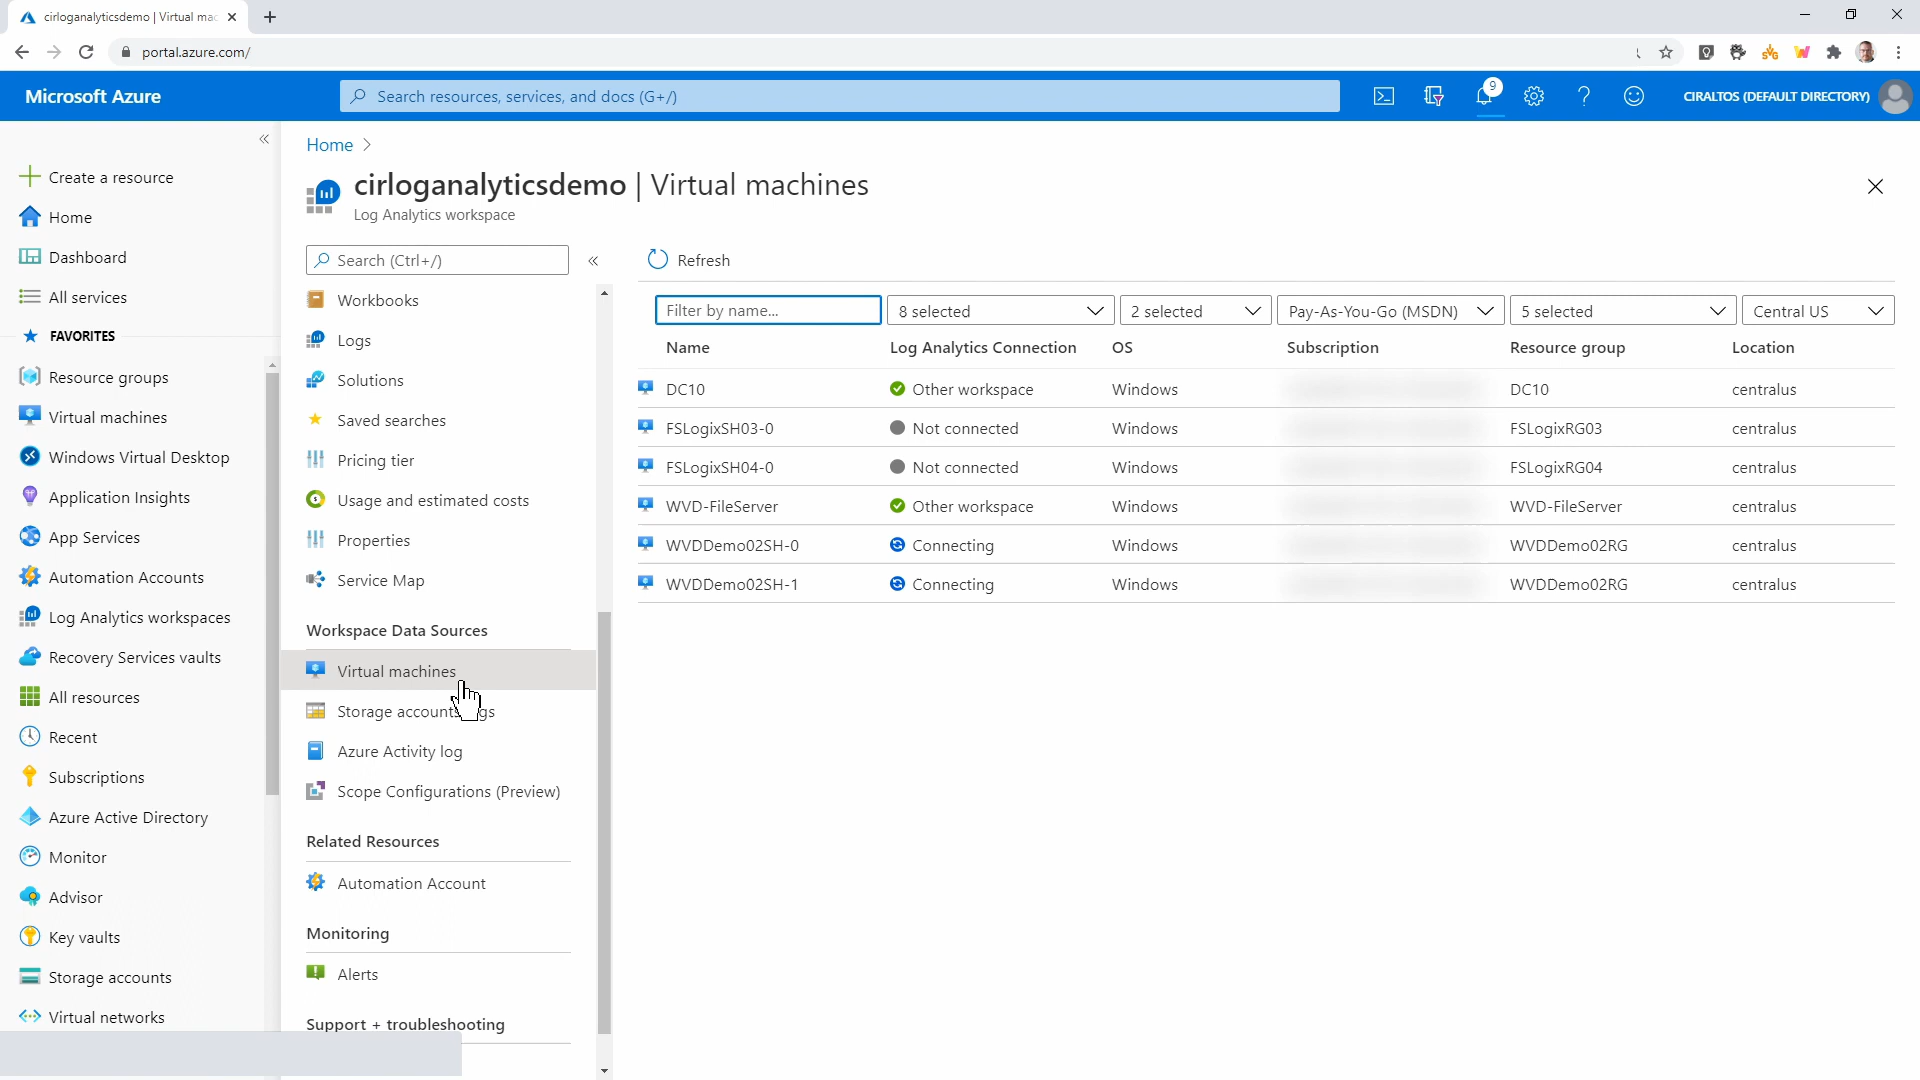 cirloganalyticsdemo | Virtual mac
portal.azure.com/
Microsoft Azure
Search resources, services, and docs (G+/)
9
CIRALTOS (DEFAULT DIRECTORY)
Create a resource
Home
Dashboard
All services
FAVORITES
Resource groups
Virtual machines
Windows Virtual Desktop
Application Insights
App Services
Automation Accounts
Log Analytics workspaces
Recovery Services vaults
All resources
Recent
Subscriptions
Azure Active Directory
Monitor
Advisor
Key vaults
Storage accounts
Virtual networks
Home
cirloganalyticsdemo | Virtual machines
Log Analytics workspace
Search (Ctrl+/)
Workbooks
Logs
Solutions
Saved searches
Pricing tier
Usage and estimated costs
Properties
Service Map
Workspace Data Sources
Virtual machines
Storage accounts
Azure Activity log
Scope Configurations (Preview)
Related Resources
Automation Account
Monitoring
Alerts
Support + troubleshooting
Refresh
Filter by name... 8 selected 2 selected Pay-As-You-Go (MSDN) 5 selected Central US
Name Log Analytics Connection OS Subscription Resource group Location
DC10 Other workspace Windows DC10 centralus
FSLogixSH03-0 Not connected Windows FSLogixRG03 centralus
FSLogixSH04-0 Not connected Windows FSLogixRG04 centralus
WVD-FileServer Other workspace Windows WVD-FileServer centralus
WVDDemo02SH-0 Connecting Windows WVDDemo02RG centralus
WVDDemo02SH-1 Connecting Windows WVDDemo02RG centralus